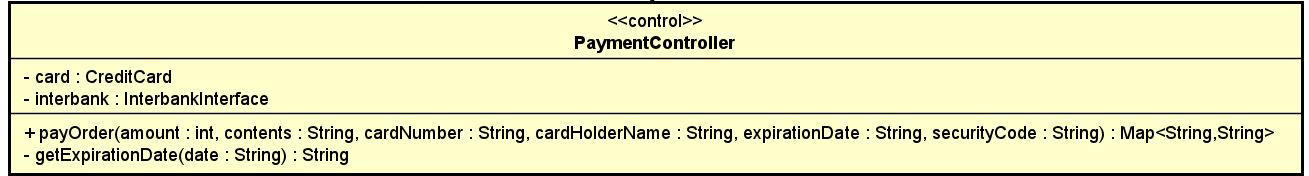 <<control>>
PaymentController
- card : CreditCard
- interbank : InterbankInterface
+ payOrder(amount : int, contents : String, cardNumber : String, cardHolderName : String, expirationDate : String, securityCode : String) : Map<String,String>
- getExpirationDate(date : String) : String